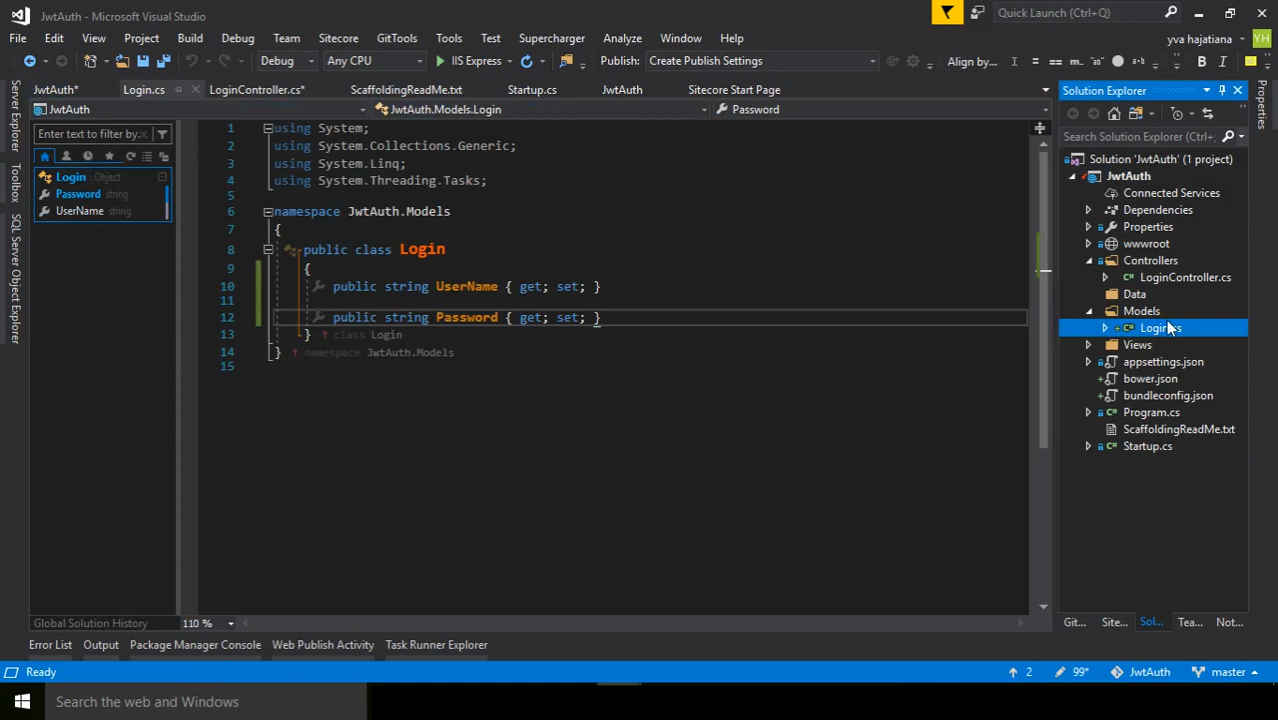 JwtAuth - Microsoft Visual Studio
Quick Launch (Ctrl+Q)
File Edit View Project Build Debug Team Sitecore GitTools Tools Test Supercharger Analyze Window Help
yva hajatiana YH
Debug Any CPU IIS Express Publish: Create Publish Settings Align by... B
JwtAuth* Login.cs LoginController.cs* ScaffoldingReadMe.txt Startup.cs JwtAuth Sitecore Start Page
JwtAuth JwtAuth.Models.Login Password
Server Explorer
Toolbox
SQL Server Object Explorer
Enter text to filter by
Login : Object
Password string
UserName string
1 using System;
2 using System.Collections.Generic;
3 using System.Linq;
4 using System.Threading.Tasks;
5
6 namespace JwtAuth.Models
7 {
8 public class Login
9 {
10 public string UserName { get; set; }
11
12 public string Password { get; set; }
13 } class Login
14 } namespace JwtAuth.Models
15
Global Solution History
110 %
Solution Explorer
Search Solution Explorer (Ctrl+;
Solution 'JwtAuth' (1 project)
JwtAuth
Connected Services
Dependencies
Properties
wwwroot
Controllers
LoginController.cs
Data
Models
Login.cs
Views
appsettings.json
bower.json
bundleconfig.json
Program.cs
ScaffoldingReadMe.txt
Startup.cs
Git... Site... Sol... Tea... Not...
Properties
Error List Output Package Manager Console Web Publish Activity Task Runner Explorer
Ready
2 99* JwtAuth master
Search the web and Windows